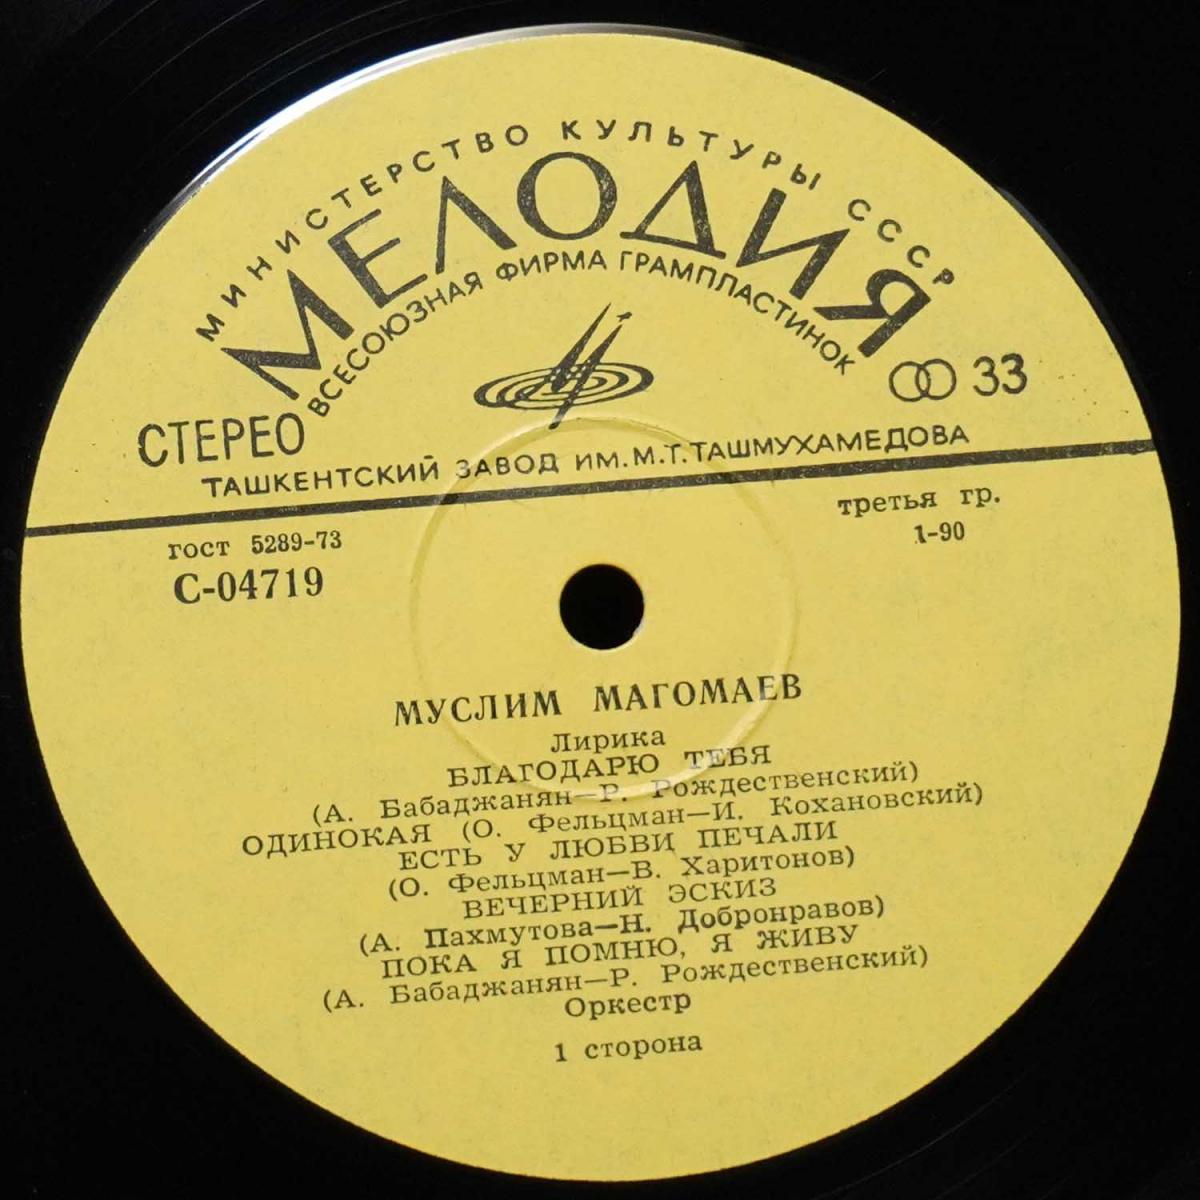 МИНИСТЕРСТВО КУЛЬТУРЫ СССР
МЕЛОДИЯ
ВСЕСОЮЗНАЯ ФИРМА ГРАМПЛАСТИНОК
СТЕРЕО
33
ТАШКЕНТСКИЙ ЗАВОД ИМ. М. Т. ТАШМУХАМЕДОВА
гост 5289-73
третья гр.
С-04719
1-90
МУСЛИМ МАГОМАЕВ
Лирика
БЛАГОДАРЮ ТЕБЯ
(А. Бабаджанян—Р. Рождественский)
ОДИНОКАЯ (О. Фельцман—И. Кохановский)
ЕСТЬ У ЛЮБВИ ПЕЧАЛИ
(О. Фельцман—В. Харитонов)
ВЕЧЕРНИЙ ЭСКИЗ
(А. Пахмутова—Н. Добронравов)
ПОКА Я ПОМНЮ, Я ЖИВУ
(А. Бабаджанян—Р. Рождественский)
Оркестр
1 сторона